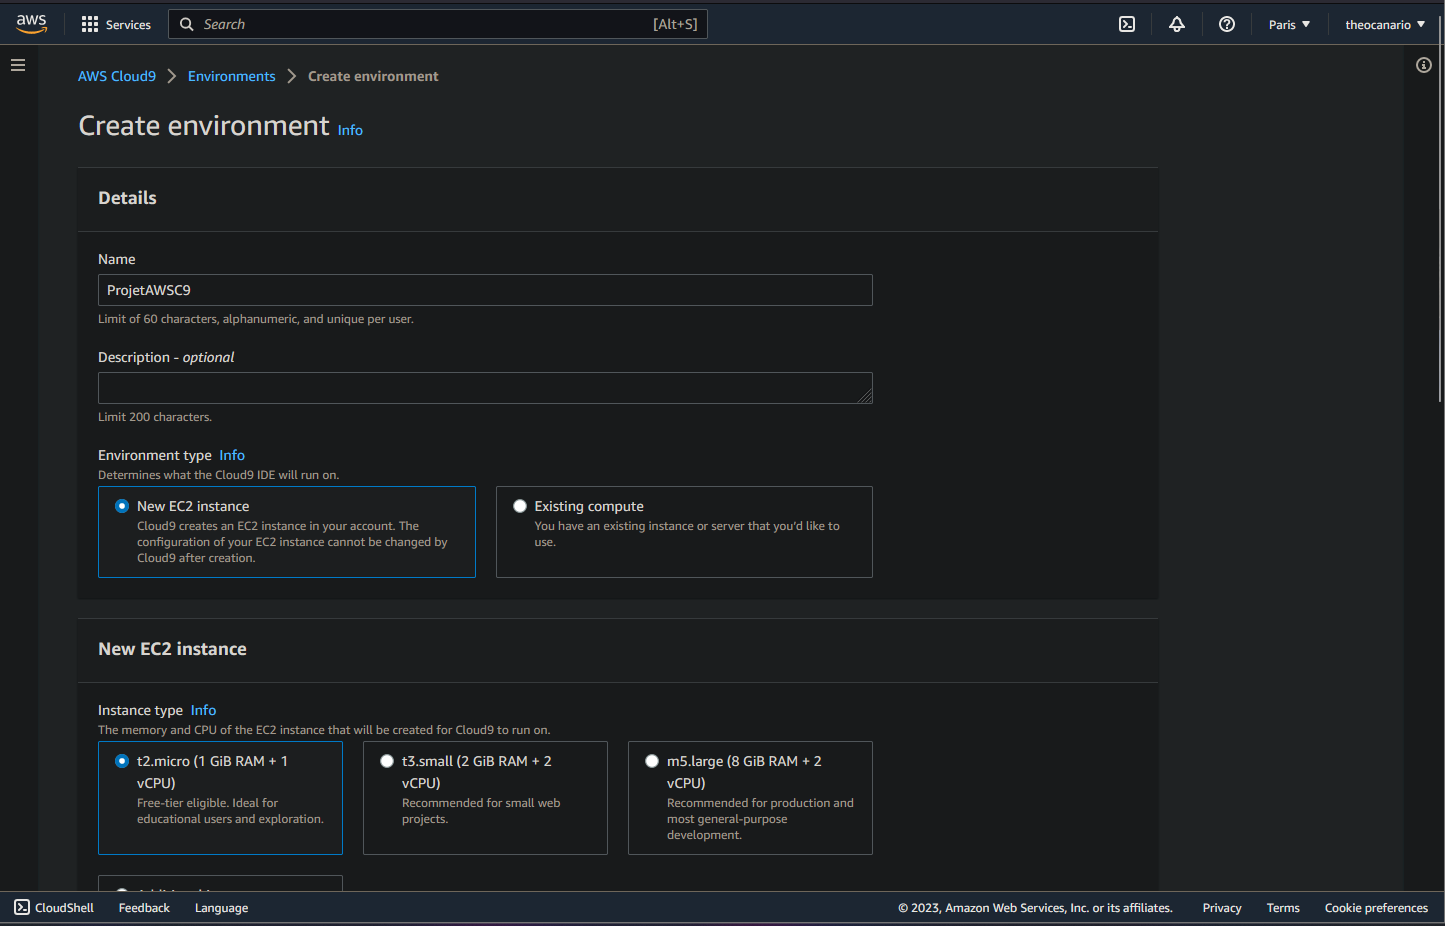 aws
Services
Search [Alt+S]
Paris
theocanario
AWS Cloud9
Environments
Create environment
Create environment Info
Details
Name
ProjetAWSC9
Limit of 60 characters, alphanumeric, and unique per user.
Description - optional
Limit 200 characters.
Environment type Info
Determines what the Cloud9 IDE will run on.
New EC2 instance
Cloud9 creates an EC2 instance in your account. The
configuration of your EC2 instance cannot be changed by
Cloud9 after creation.
Existing compute
You have an existing instance or server that you'd like to
use.
New EC2 instance
Instance type Info
The memory and CPU of the EC2 instance that will be created for Cloud9 to run on.
t2.micro (1 GiB RAM + 1
vCPU)
Free-tier eligible. Ideal for
educational users and exploration.
t3.small (2 GiB RAM + 2
vCPU)
Recommended for small web
projects.
m5.large (8 GiB RAM + 2
vCPU)
Recommended for production and
most general-purpose
development.
CloudShell
Feedback
Language
© 2023, Amazon Web Services, Inc. or its affiliates.
Privacy
Terms
Cookie preferences